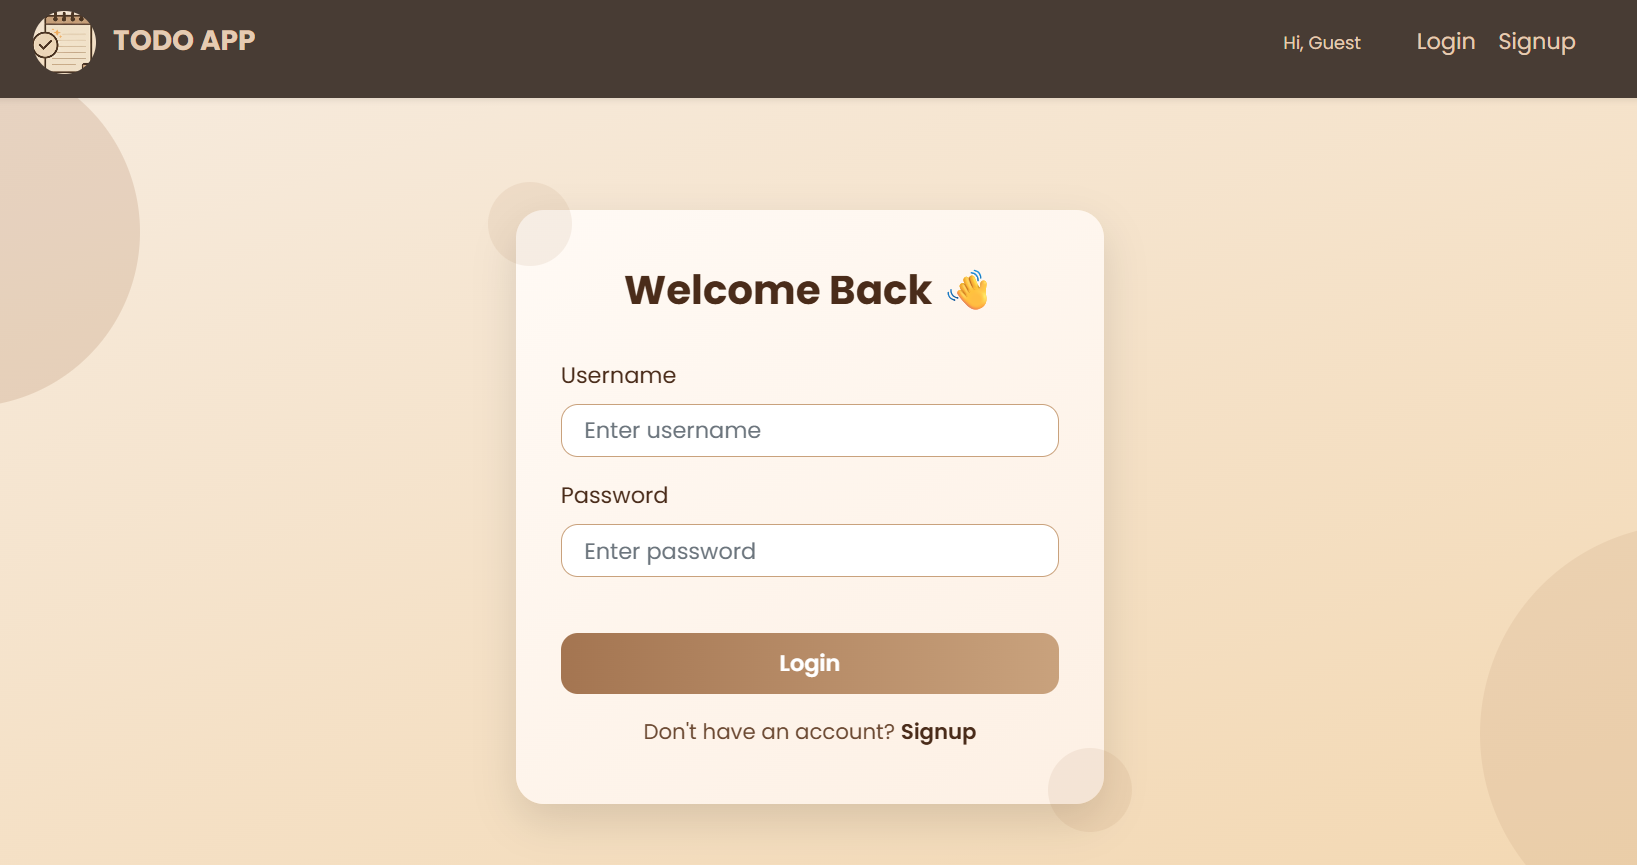 TODO APP
Hi, Guest
Login
Signup
Welcome Back 👋
Username
Enter username
Password
Enter password
Login
Don't have an account? Signup